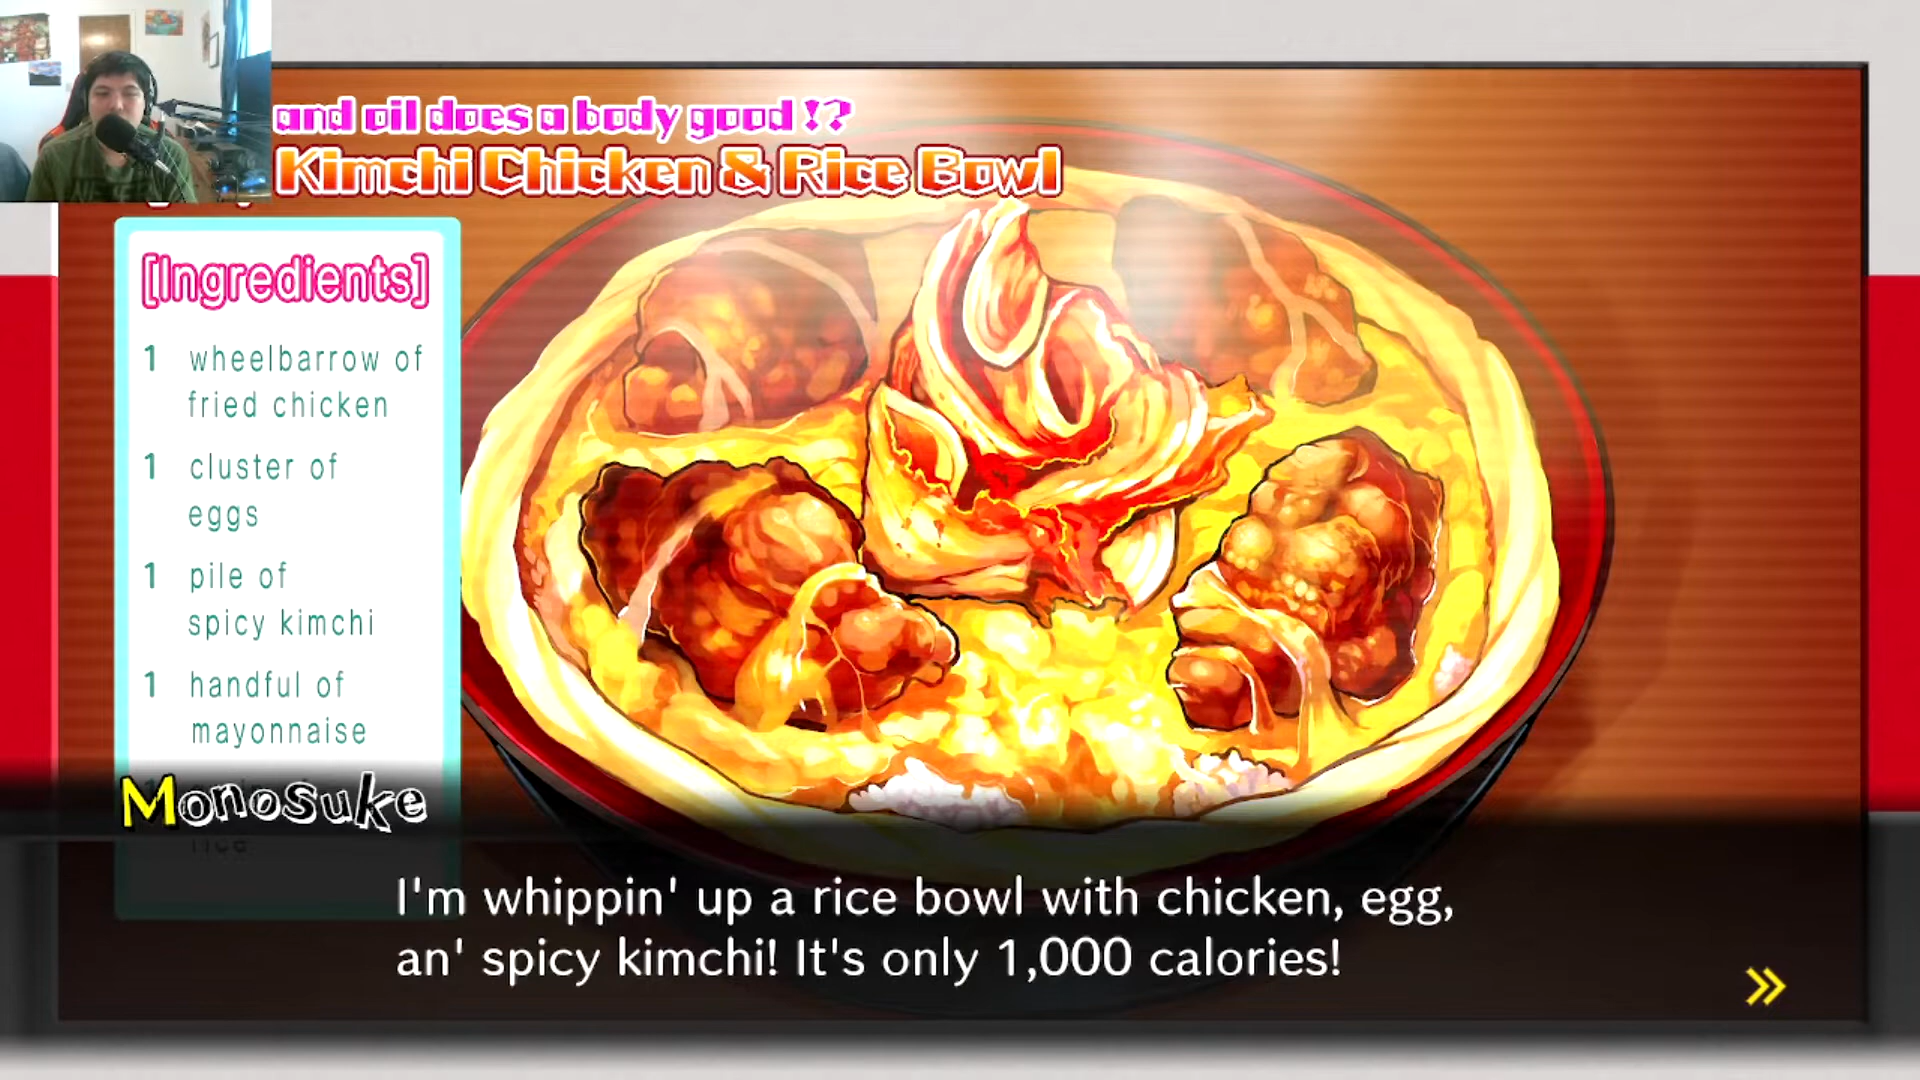 and oil does a body good!?
Kimchi Chicken & Rice Bowl
[Ingredients]
1 wheelbarrow of
fried chicken
1 cluster of
eggs
1 pile of
spicy kimchi
1 handful of
mayonnaise
rice
Monosuke
I'm whippin' up a rice bowl with chicken, egg,
an' spicy kimchi! It's only 1,000 calories!